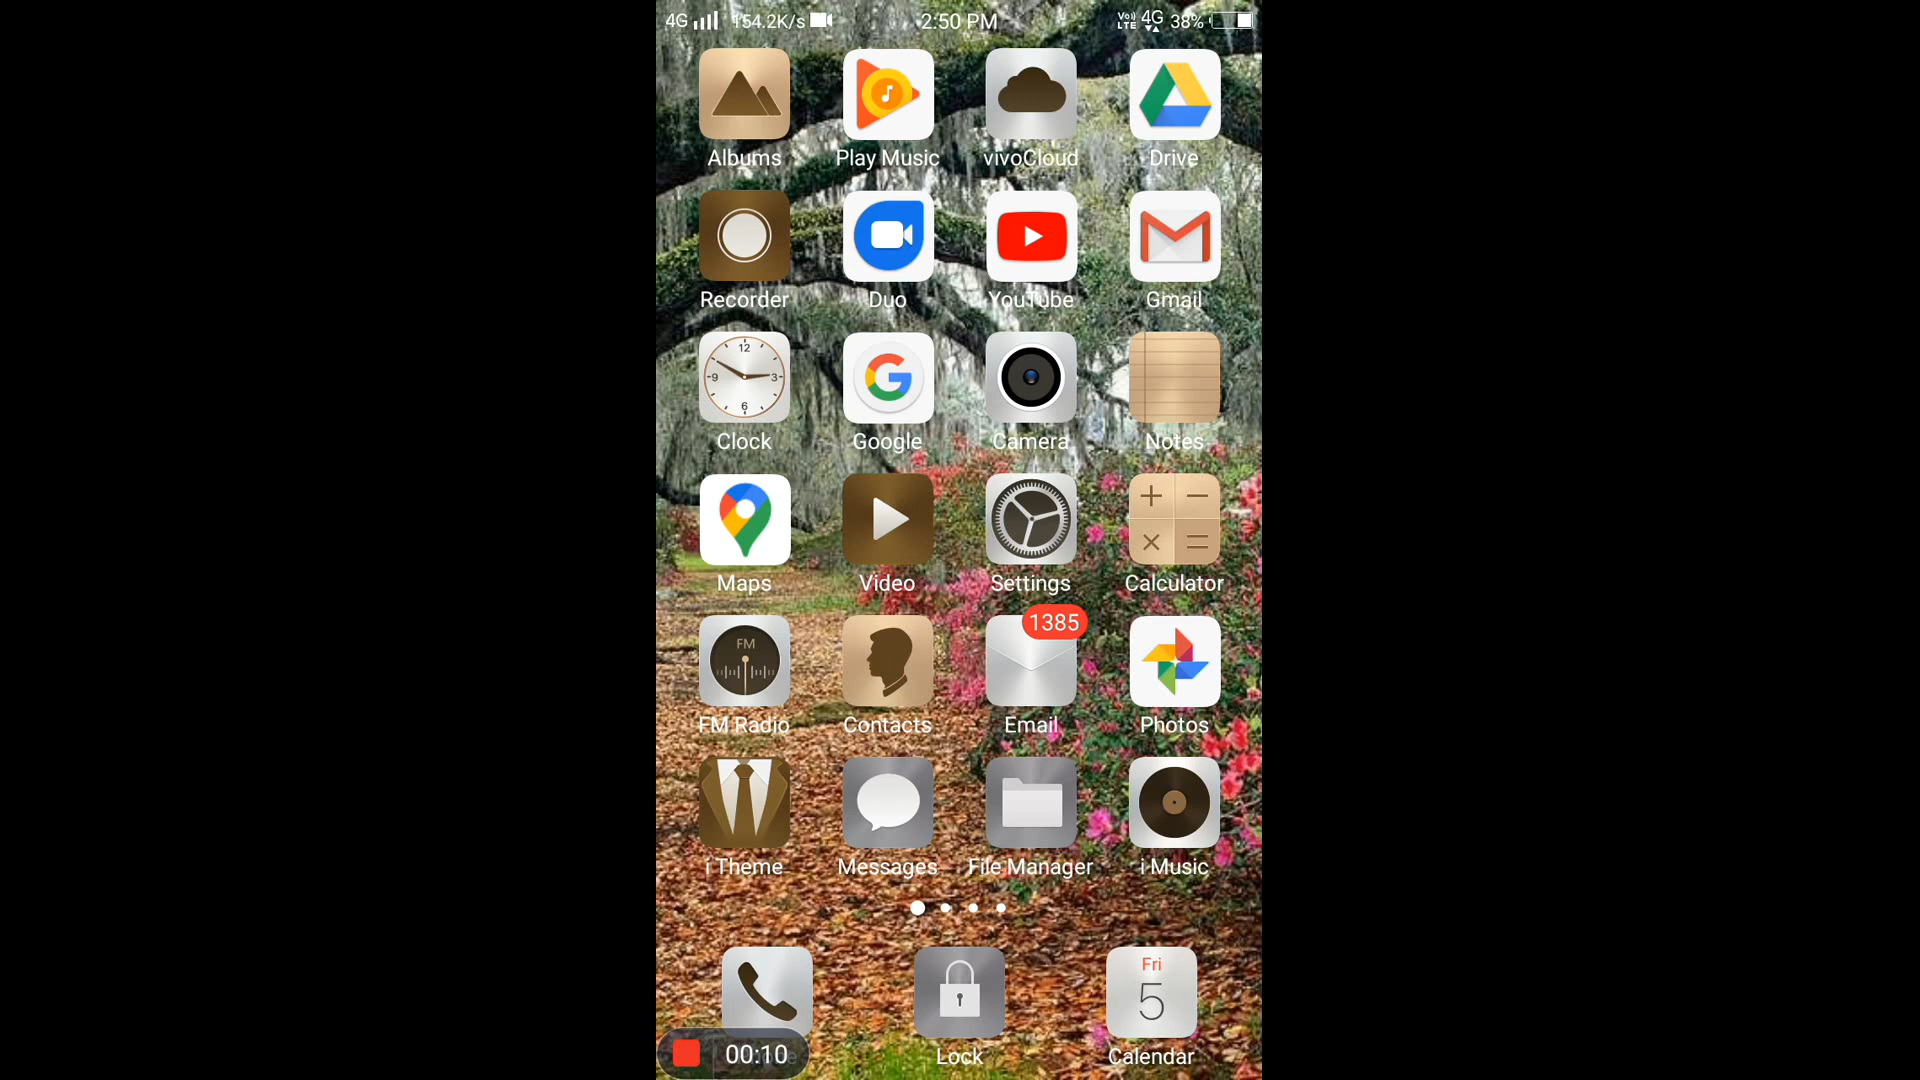 4G 154.2K/s 2:50 PM VoLTE 4G 38%
Albums Play Music vivoCloud Drive
Recorder Duo YouTube Gmail
12
9 3
6
Clock Google Camera Notes
Maps Video Settings Calculator
1385
FM
FM Radio Contacts Email Photos
i Theme Messages File Manager i Music
Fri
5
00:10 Lock Calendar